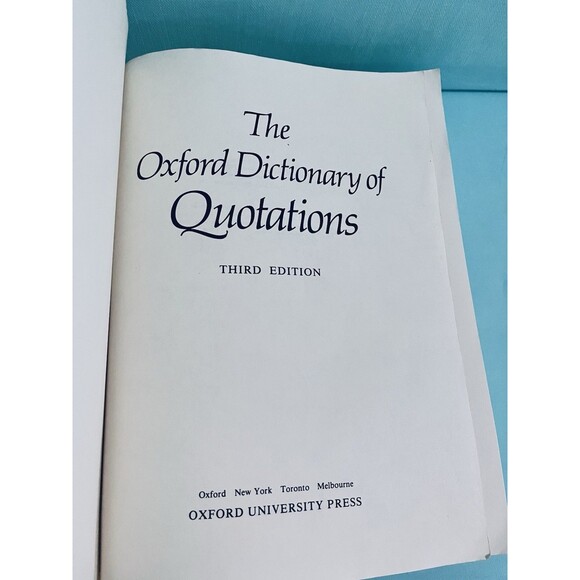 The
Oxford Dictionary of
Quotations
THIRD EDITION
Oxford New York Toronto Melbourne
OXFORD UNIVERSITY PRESS